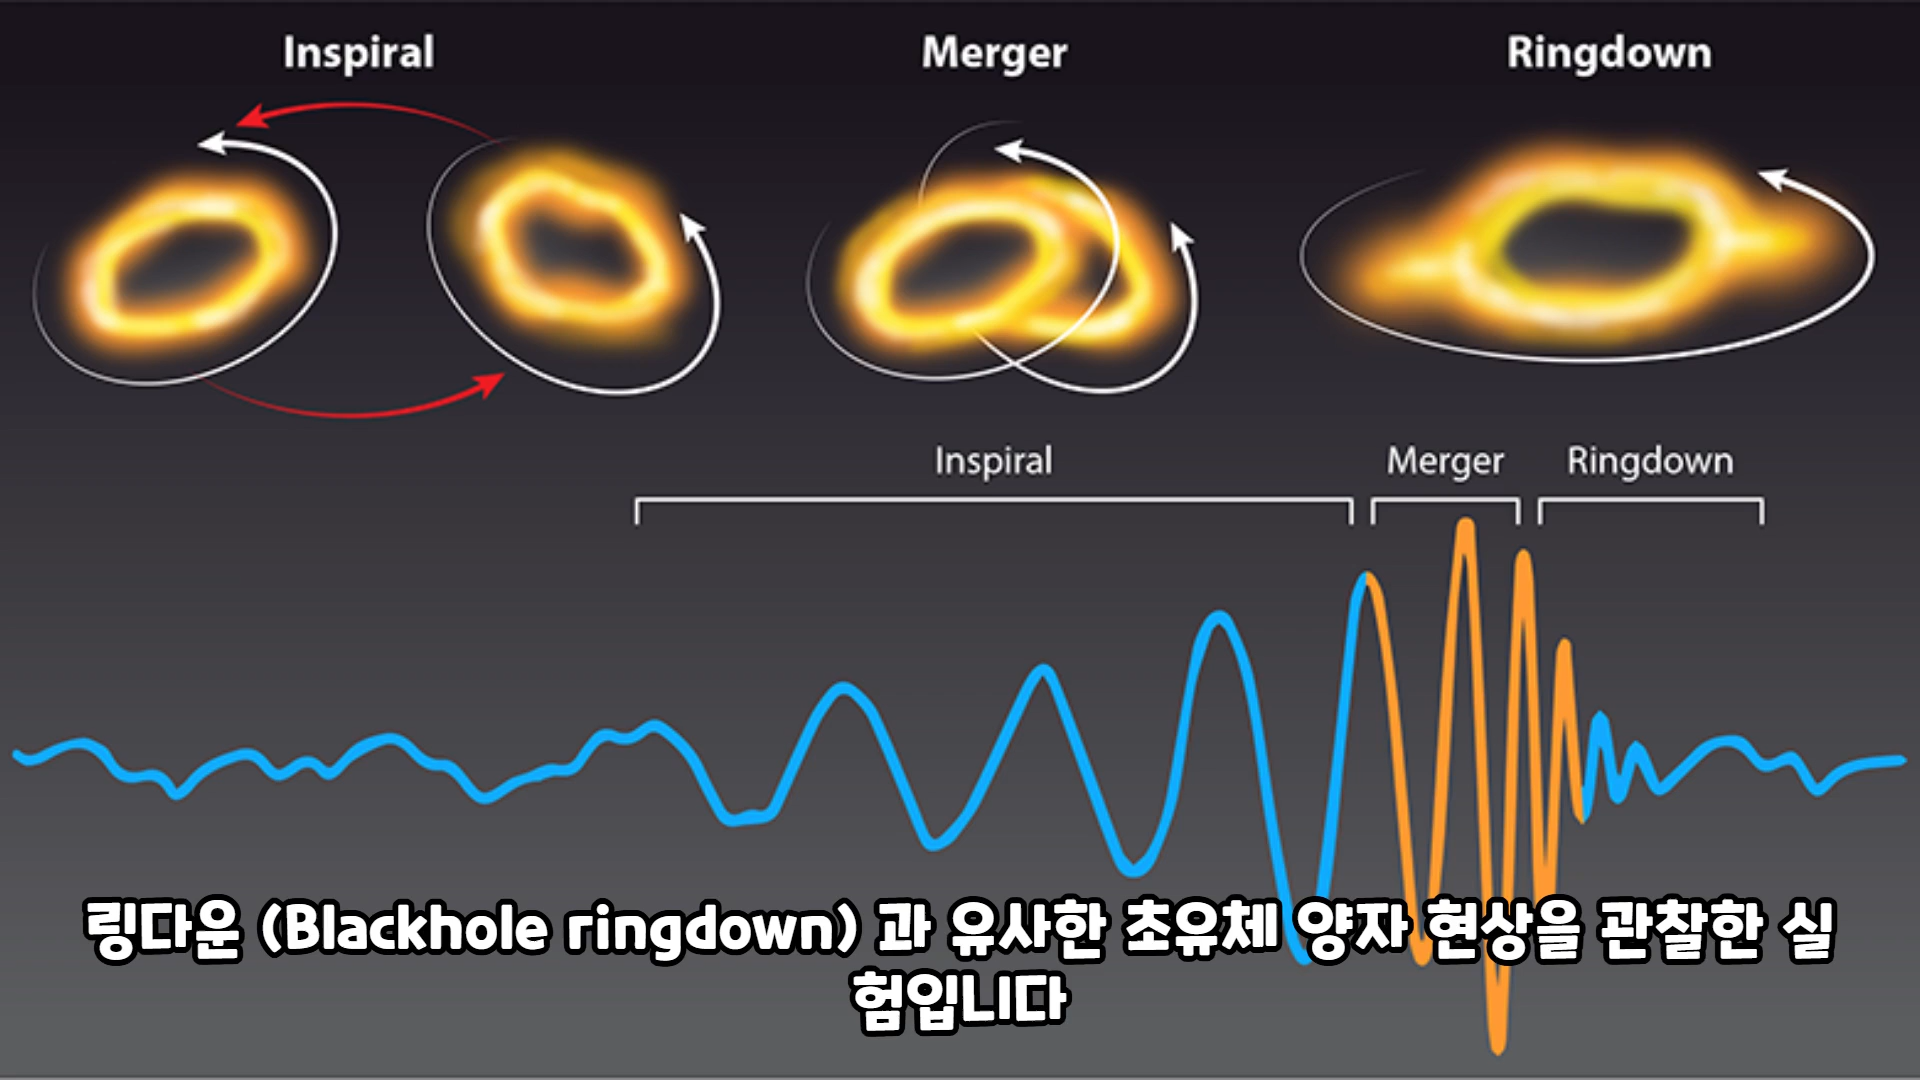 Inspiral
Merger
Ringdown
Inspiral
Merger
Ringdown
링다운 (Blackhole ringdown) 과 유사한 초유체 양자 현상을 관찰한 실
험입니다